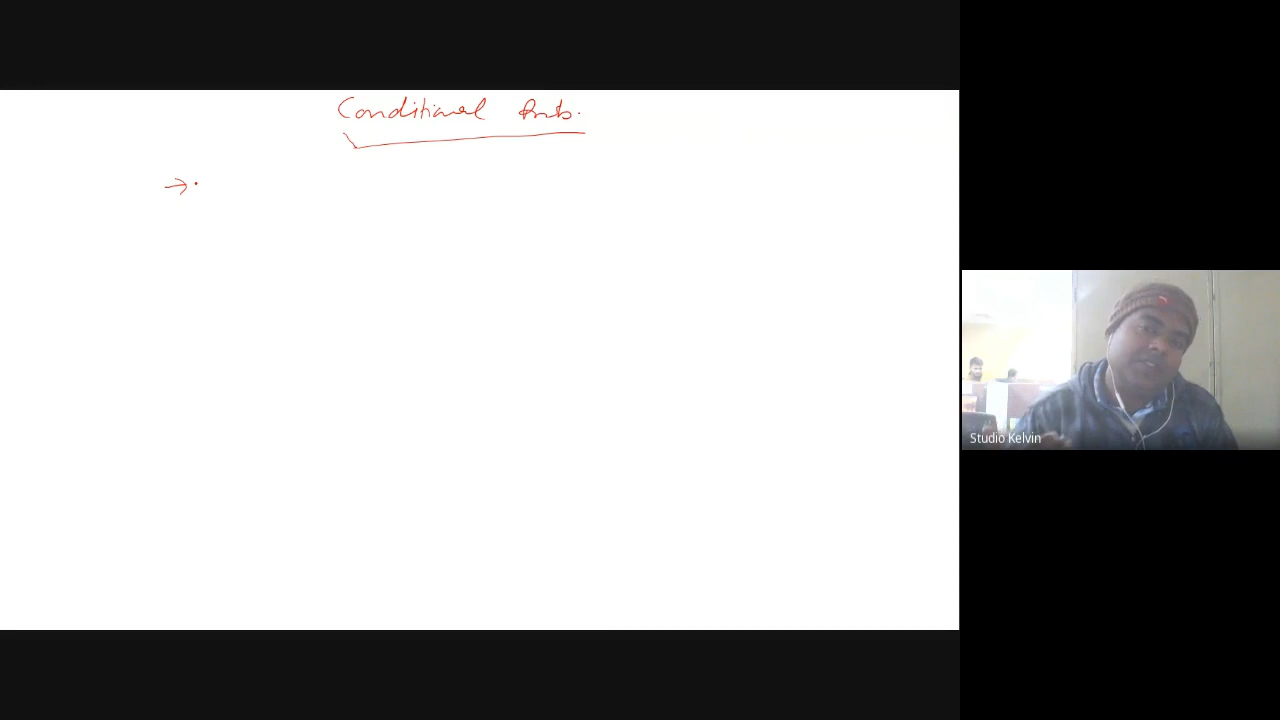 Conditional Prob.
→
Studio Kelvin